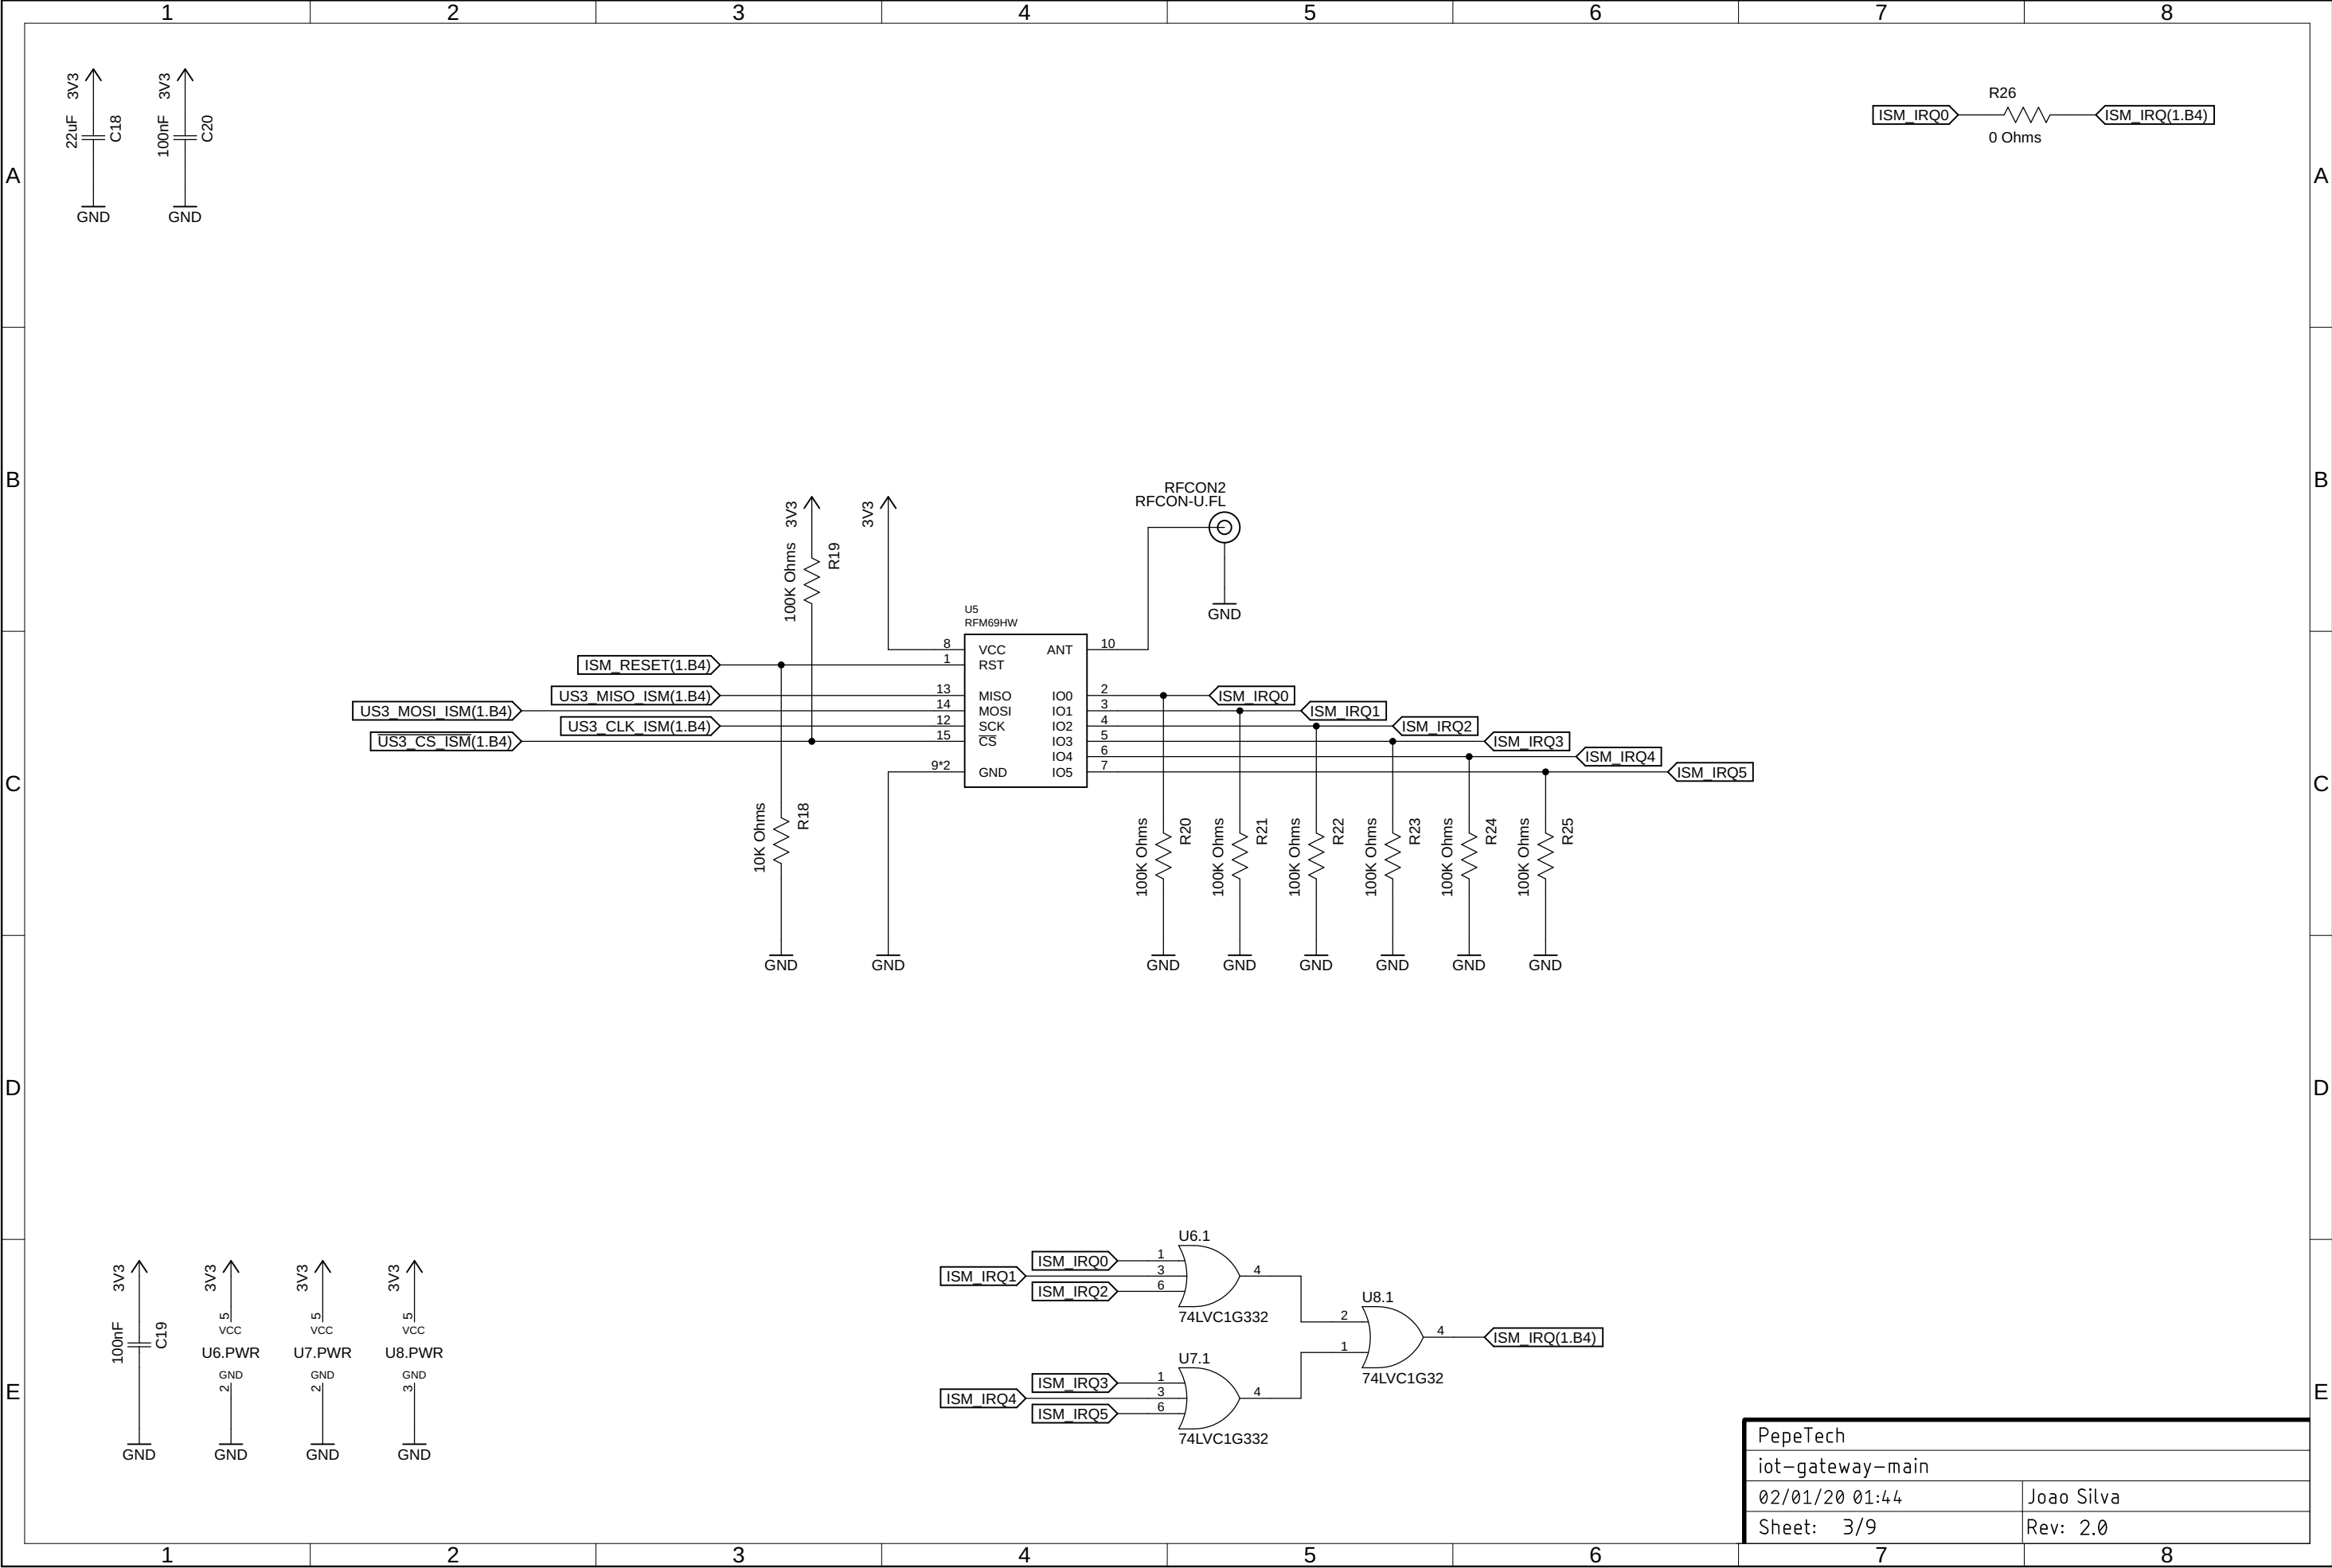 1 2 3 4 5 6 7 8
A A
B B
C C
D D
E E
3V3
22uF
C18
GND
3V3
100nF
C20
GND
R26
ISM_IRQ0
ISM_IRQ(1.B4)
0 Ohms
RFCON2
RFCON-U.FL
GND
3V3
100K Ohms
R19
3V3
U5
RFM69HW
8 VCC
1 RST
13 MISO
14 MOSI
12 SCK
15 CS
9*2 GND
ANT 10
IO0 2
IO1 3
IO2 4
IO3 5
IO4 6
IO5 7
ISM_RESET(1.B4)
US3_MISO_ISM(1.B4)
US3_MOSI_ISM(1.B4)
US3_CLK_ISM(1.B4)
US3_CS_ISM(1.B4)
ISM_IRQ0
ISM_IRQ1
ISM_IRQ2
ISM_IRQ3
ISM_IRQ4
ISM_IRQ5
10K Ohms
R18
GND
GND
100K Ohms
R20
GND
100K Ohms
R21
GND
100K Ohms
R22
GND
100K Ohms
R23
GND
100K Ohms
R24
GND
100K Ohms
R25
GND
3V3
100nF
C19
GND
3V3
5
VCC
U6.PWR
GND
2
GND
3V3
5
VCC
U7.PWR
GND
2
GND
3V3
5
VCC
U8.PWR
GND
3
GND
U6.1
ISM_IRQ0 1
ISM_IRQ1 3
ISM_IRQ2 6
4
74LVC1G332
U7.1
ISM_IRQ3 1
ISM_IRQ4 3
ISM_IRQ5 6
4
74LVC1G332
U8.1
2
1
4
ISM_IRQ(1.B4)
74LVC1G32
PepeTech
iot-gateway-main
02/01/20 01:44
Joao Silva
Sheet: 3/9
Rev: 2.0
1 2 3 4 5 6 7 8